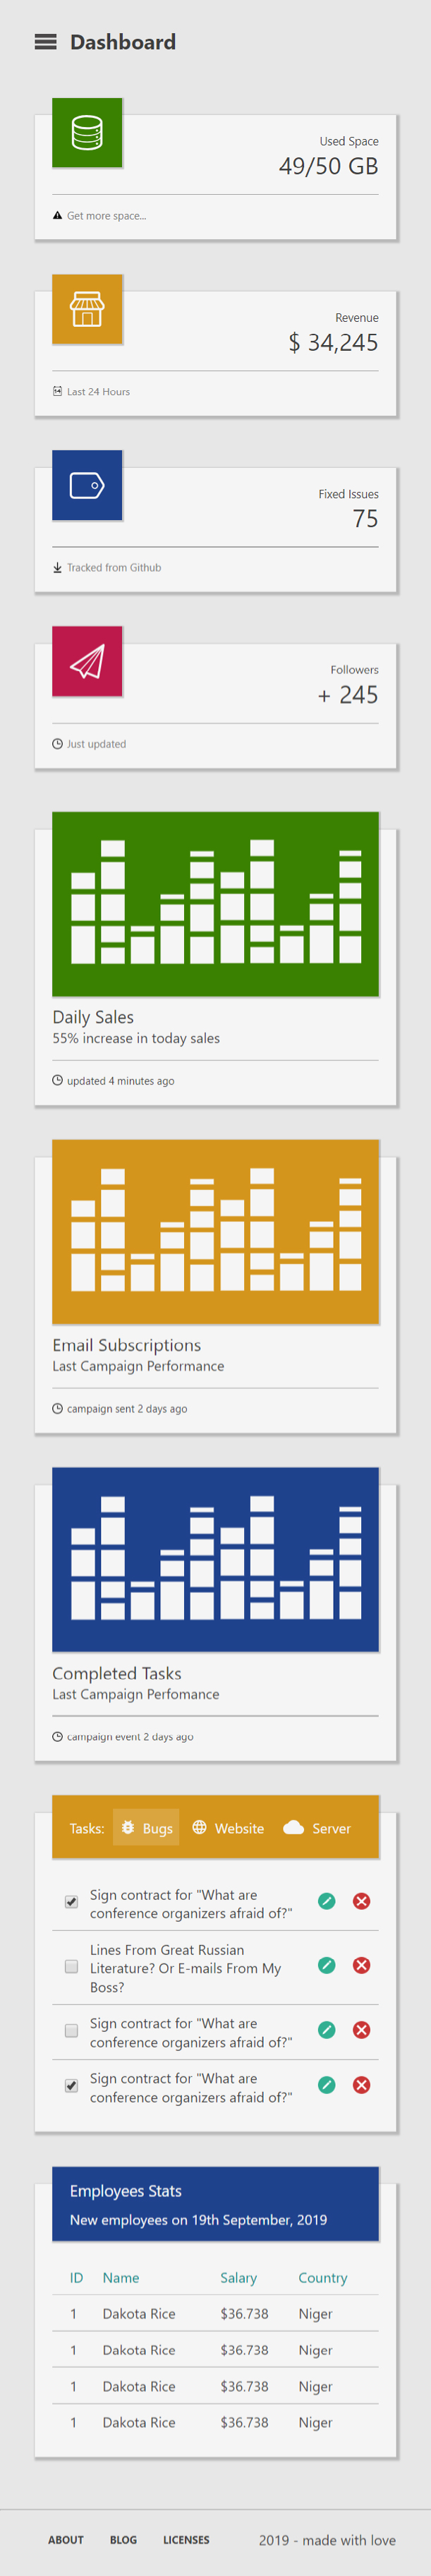 Dashboard
Used Space
49/50 GB
Get more space...
Revenue
$ 34,245
Last 24 Hours
Fixed Issues
75
Tracked from Github
Followers
+ 245
Just updated
Daily Sales
55% increase in today sales
updated 4 minutes ago
Email Subscriptions
Last Campaign Performance
campaign sent 2 days ago
Completed Tasks
Last Campaign Perfomance
campaign event 2 days ago
Tasks: Bugs Website Server
Sign contract for "What are
conference organizers afraid of?"
Lines From Great Russian
Literature? Or E-mails From My
Boss?
Sign contract for "What are
conference organizers afraid of?"
Sign contract for "What are
conference organizers afraid of?"
Employees Stats
New employees on 19th September, 2019
ID Name Salary Country
1 Dakota Rice $36.738 Niger
1 Dakota Rice $36.738 Niger
1 Dakota Rice $36.738 Niger
1 Dakota Rice $36.738 Niger
ABOUT BLOG LICENSES 2019 - made with love